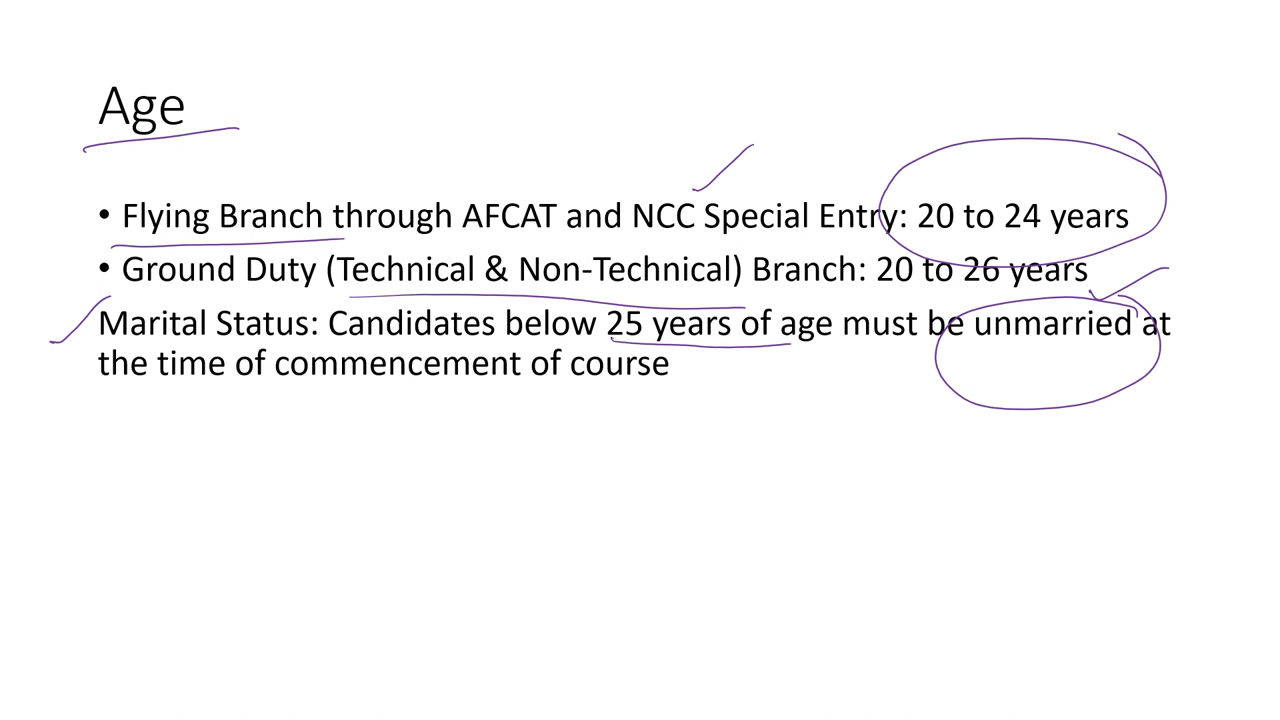 Age
• Flying Branch through AFCAT and NCC Special Entry: 20 to 24 years
• Ground Duty (Technical & Non-Technical) Branch: 20 to 26 years
Marital Status: Candidates below 25 years of age must be unmarried at
the time of commencement of course